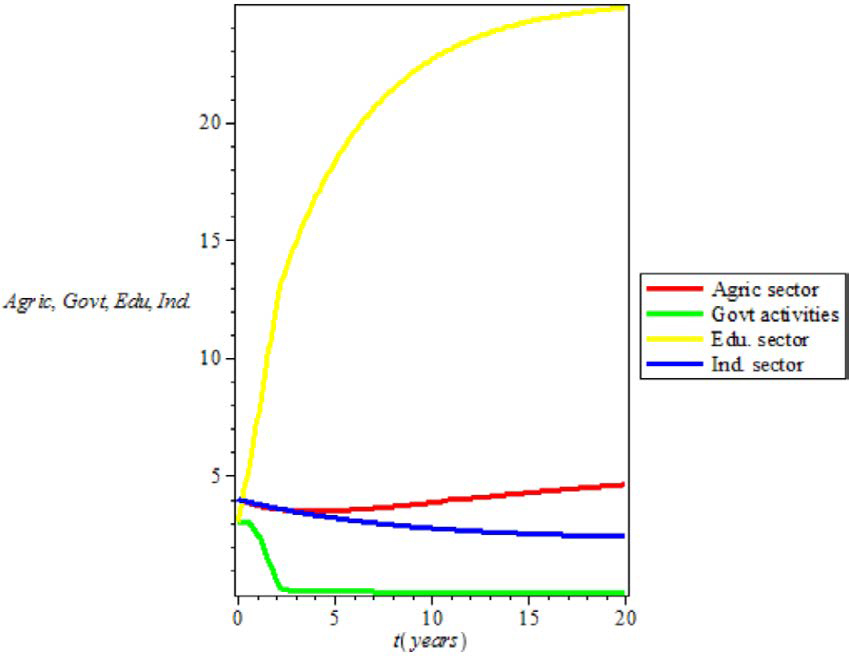 20
15
10
5
Agric, Govt, Edu, Ind.
0 5 10 15 20
t( years)
Agric sector
Govt activities
Edu. sector
Ind. sector